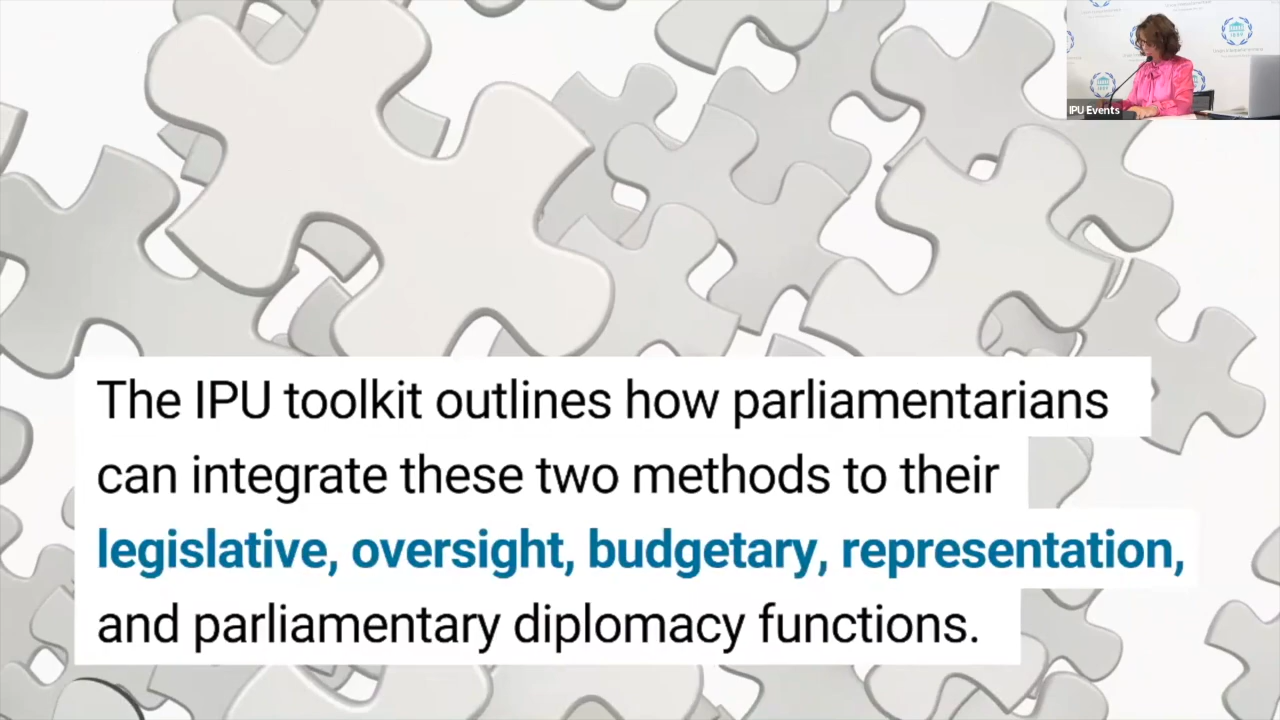 IPU Events
The IPU toolkit outlines how parliamentarians
can integrate these two methods to their
legislative, oversight, budgetary, representation,
and parliamentary diplomacy functions.